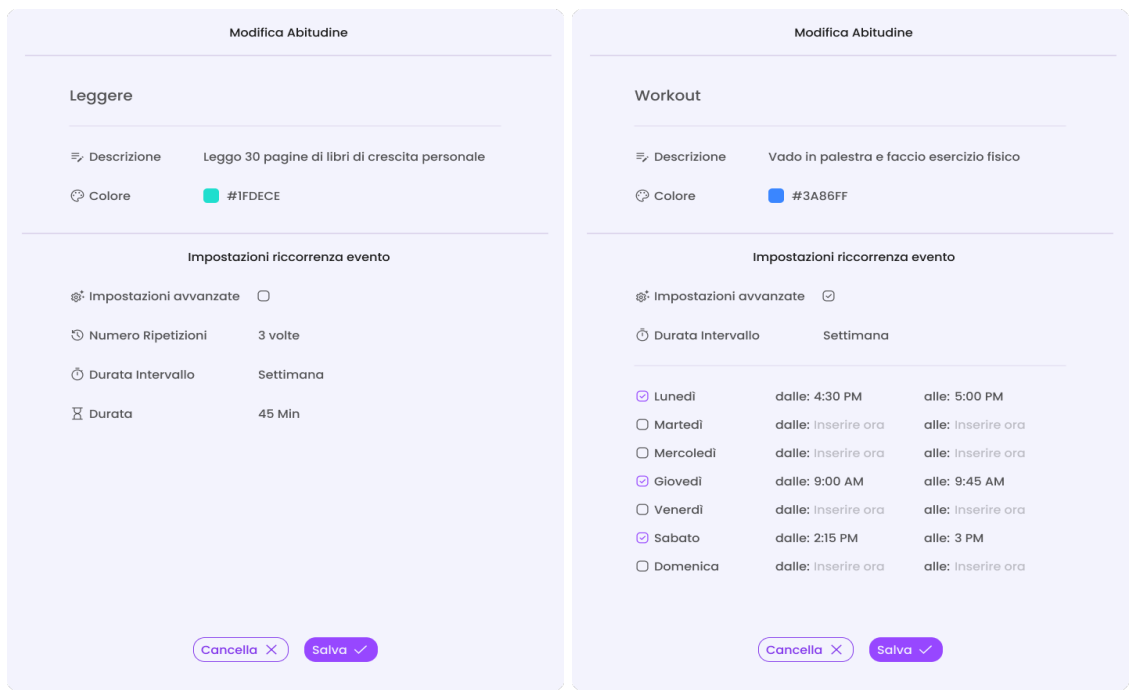 Modifica Abitudine
Leggere
Descrizione Leggo 30 pagine di libri di crescita personale
Colore #1FDECE
Impostazioni riccorrenza evento
Impostazioni avvanzate
Numero Ripetizioni 3 volte
Durata Intervallo Settimana
Durata 45 Min
Cancella Salva
Modifica Abitudine
Workout
Descrizione Vado in palestra e faccio esercizio fisico
Colore #3A86FF
Impostazioni riccorrenza evento
Impostazioni avvanzate
Durata Intervallo Settimana
Lunedì dalle: 4:30 PM alle: 5:00 PM
Martedì dalle: Inserire ora alle: Inserire ora
Mercoledì dalle: Inserire ora alle: Inserire ora
Giovedì dalle: 9:00 AM alle: 9:45 AM
Venerdì dalle: Inserire ora alle: Inserire ora
Sabato dalle: 2:15 PM alle: 3 PM
Domenica dalle: Inserire ora alle: Inserire ora
Cancella Salva